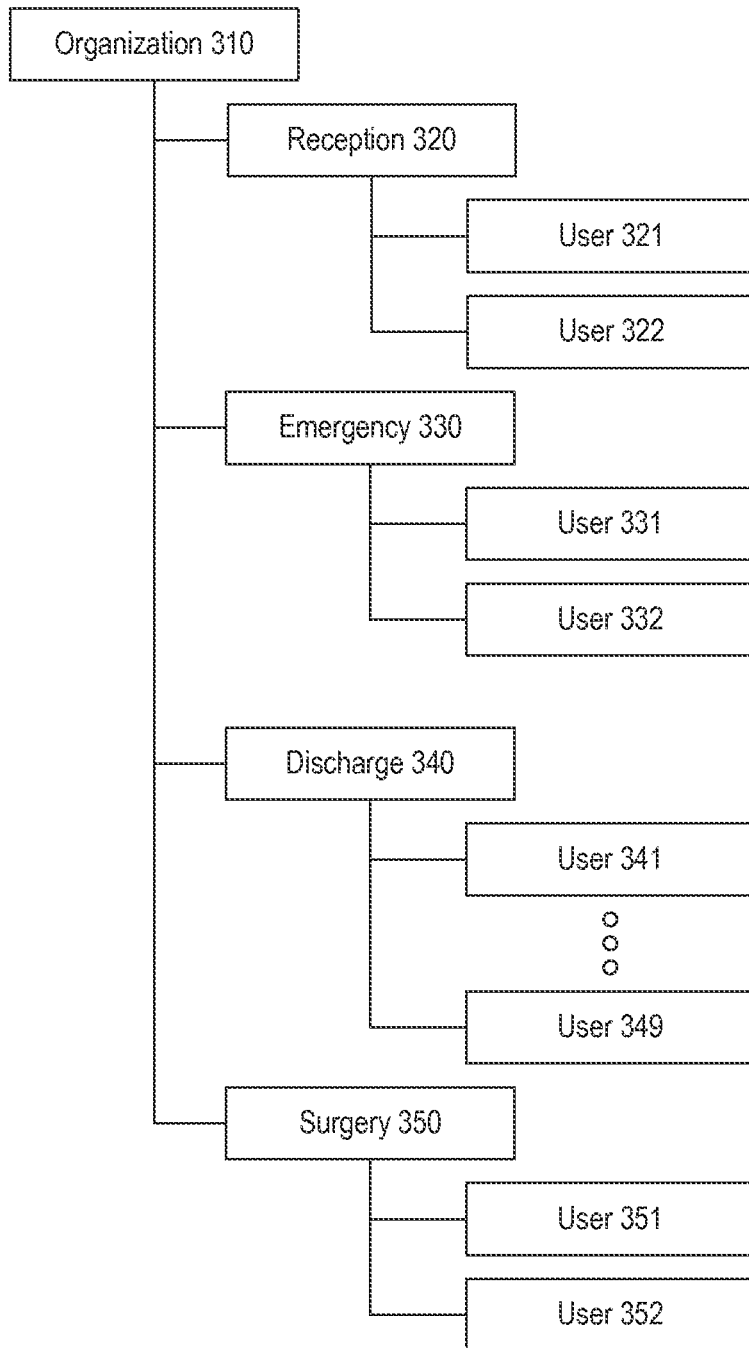 Organization 310
Reception 320
User 321
User 322
Emergency 330
User 331
User 332
Discharge 340
User 341
User 349
Surgery 350
User 351
User 352